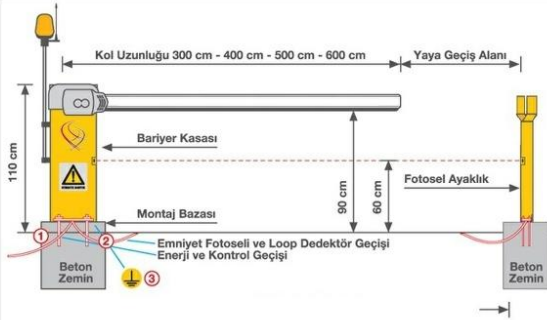 Kol Uzunluğu 300 cm - 400 cm - 500 cm - 600 cm
Yaya Geçiş Alanı
Bariyer Kasası
110 cm
90 cm
60 cm
Fotosel Ayaklık
Montaj Bazası
1
2
Emniyet Fotoseli ve Loop Dedektör Geçişi
Enerji ve Kontrol Geçişi
3
Beton
Zemin
Beton
Zemin